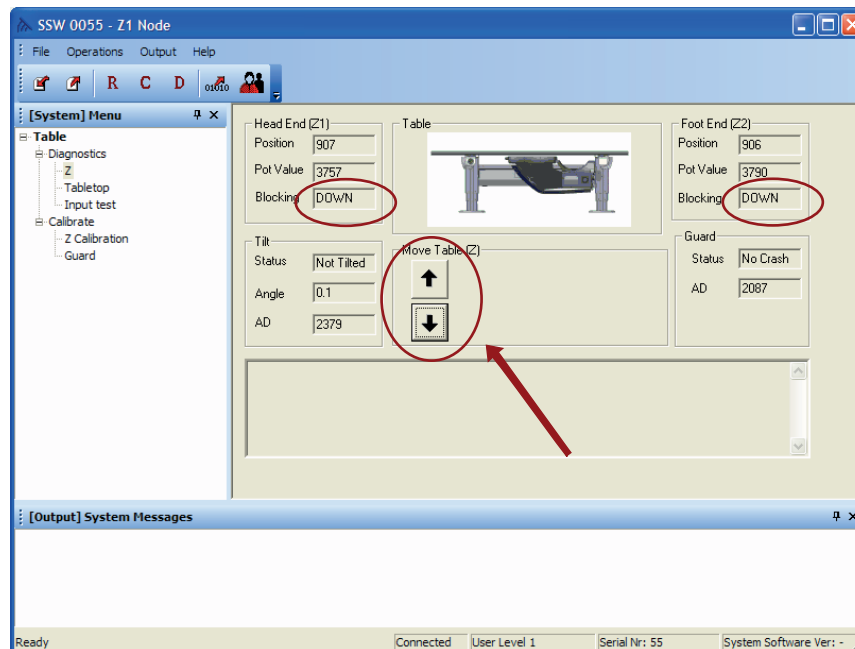 SSW 0055 - Z1 Node
File Operations Output Help
R C D 01010
[System] Menu
Table
Diagnostics
Z
Tabletop
Input test
Calibrate
Z Calibration
Guard
Head End (Z1)
Position 907
Pot Value 3757
Blocking DOWN
Table
Foot End (Z2)
Position 906
Pot Value 3790
Blocking DOWN
Tilt
Status Not Tilted
Angle 0.1
AD 2379
Move Table (Z)
Guard
Status No Crash
AD 2087
[Output] System Messages
Ready Connected User Level 1 Serial Nr: 55 System Software Ver: -